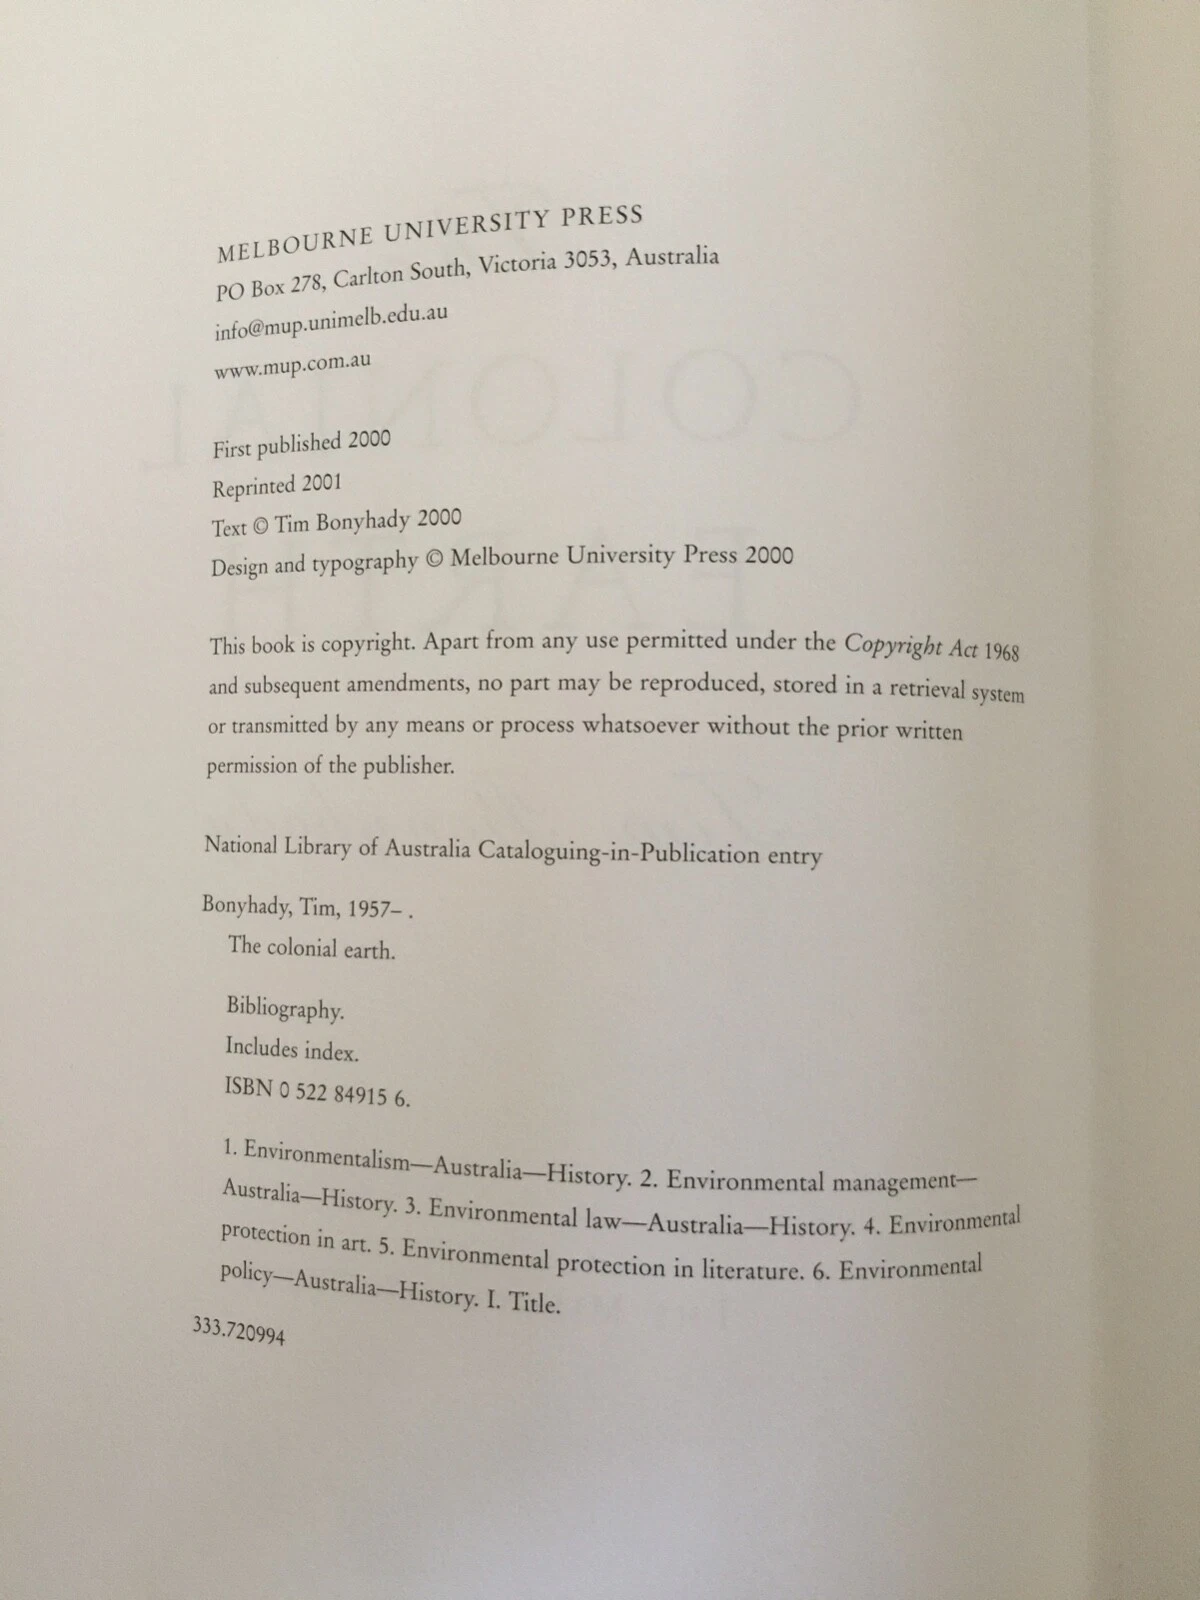 MELBOURNE UNIVERSITY PRESS
PO Box 278, Carlton South, Victoria 3053, Australia
info@mup.unimelb.edu.au
www.mup.com.au
First published 2000
Reprinted 2001
Text © Tim Bonyhady 2000
Design and typography © Melbourne University Press 2000
This book is copyright. Apart from any use permitted under the Copyright Act 1968
and subsequent amendments, no part may be reproduced, stored in a retrieval system
or transmitted by any means or process whatsoever without the prior written
permission of the publisher.
National Library of Australia Cataloguing-in-Publication entry
Bonyhady, Tim, 1957– .
The colonial earth.
Bibliography.
Includes index.
ISBN 0 522 84915 6.
1. Environmentalism—Australia—History. 2. Environmental management—
Australia—History. 3. Environmental law—Australia—History. 4. Environmental
protection in art. 5. Environmental protection in literature. 6. Environmental
policy—Australia—History. I. Title.
333.720994